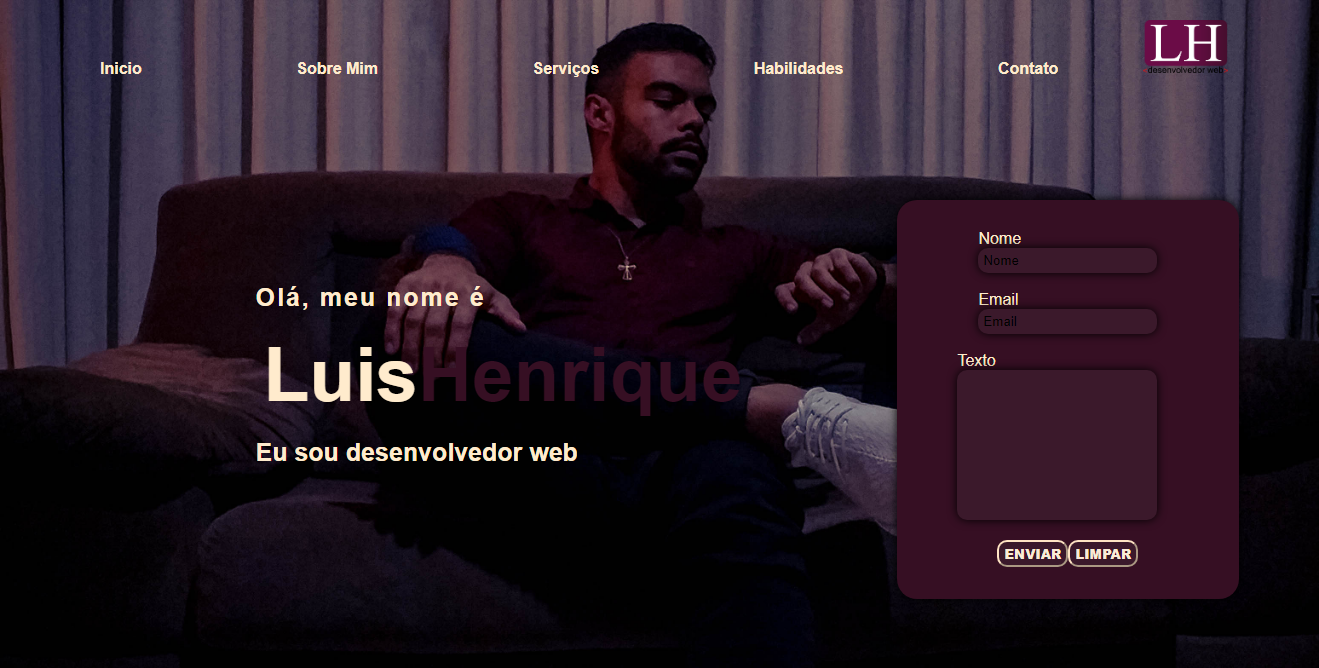 Inicio
Sobre Mim
Serviços
Habilidades
Contato
LH
desenvolvedor web
Olá, meu nome é
LuisHenrique
Eu sou desenvolvedor web
Nome
Nome
Email
Email
Texto
ENVIAR
LIMPAR